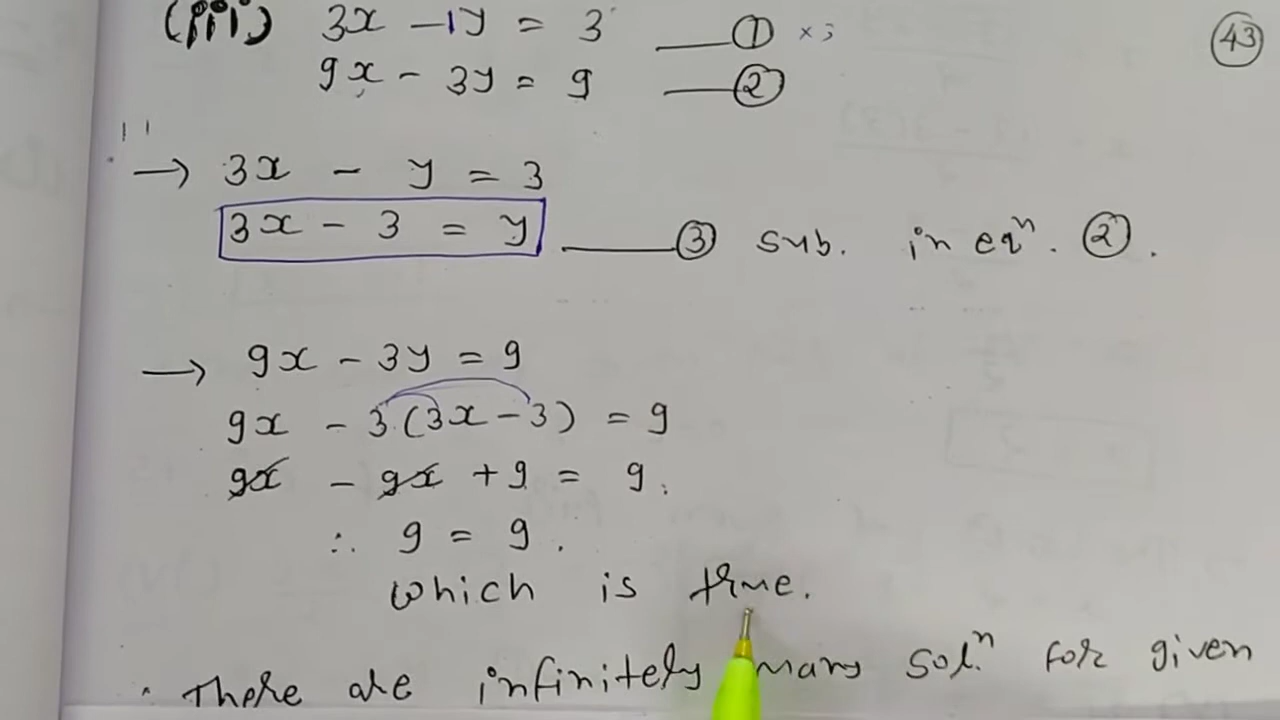 (iii) 3x - 1y = 3 ① ×3
㊸
9x - 3y = 9 ②
→ 3x - y = 3
3x - 3 = y ③ sub. in eqⁿ. ②.
→ 9x - 3y = 9
9x - 3(3x - 3) = 9
9x - 9x + 9 = 9.
∴ 9 = 9.
which is true.
There are infinitely many solⁿ. for given